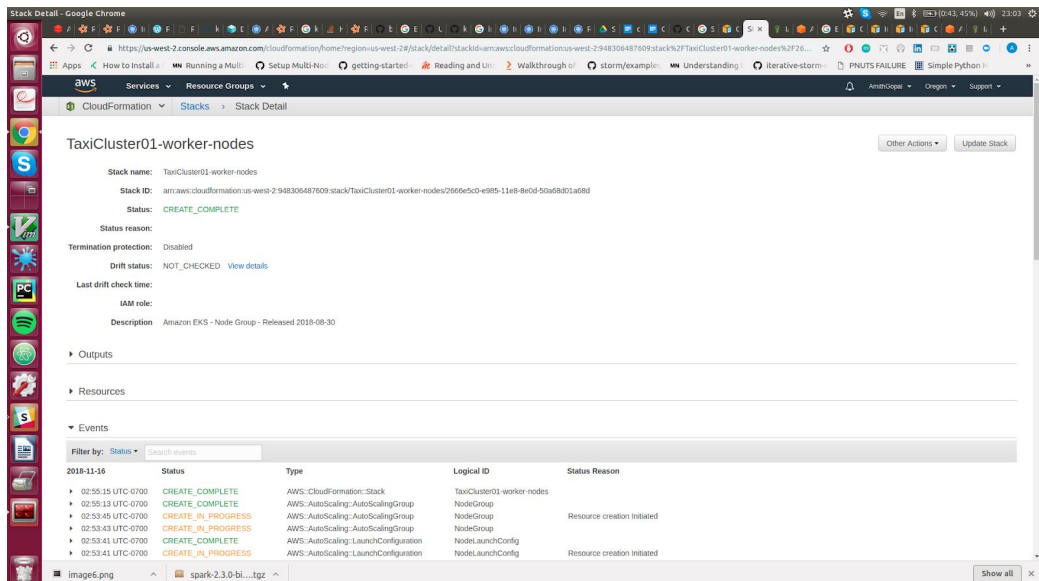 Stack Detail - Google Chrome
En (0:43, 45%) 23:03
https://us-west-2.console.aws.amazon.com/cloudformation/home?region=us-west-2#/stack/detail?stackId=arn:aws:cloudformation:us-west-2:948306487609:stack%2FTaxiCluster01-worker-nodes%2F26...
Apps How to Install a Running a Multi- Setup Multi-Nod getting-started- Reading and Un Walkthrough of storm/examples Understanding iterative-storm- PNUTS FAILURE Simple Python
aws Services Resource Groups AmithGopal Oregon Support
CloudFormation Stacks Stack Detail
TaxiCluster01-worker-nodes
Other Actions Update Stack
Stack name: TaxiCluster01-worker-nodes
Stack ID: arn:aws:cloudformation:us-west-2:948306487609:stack/TaxiCluster01-worker-nodes/2666e5c0-e985-11e8-8e0d-50a68d01a68d
Status: CREATE_COMPLETE
Status reason:
Termination protection: Disabled
Drift status: NOT_CHECKED View details
Last drift check time:
IAM role:
Description Amazon EKS - Node Group - Released 2018-08-30
Outputs
Resources
Events
Filter by: Status Search events
2018-11-16 Status Type Logical ID Status Reason
02:55:15 UTC-0700 CREATE_COMPLETE AWS::CloudFormation::Stack TaxiCluster01-worker-nodes
02:55:13 UTC-0700 CREATE_COMPLETE AWS::AutoScaling::AutoScalingGroup NodeGroup
02:53:45 UTC-0700 CREATE_IN_PROGRESS AWS::AutoScaling::AutoScalingGroup NodeGroup Resource creation Initiated
02:53:43 UTC-0700 CREATE_IN_PROGRESS AWS::AutoScaling::AutoScalingGroup NodeGroup
02:53:41 UTC-0700 CREATE_COMPLETE AWS::AutoScaling::LaunchConfiguration NodeLaunchConfig
02:53:41 UTC-0700 CREATE_IN_PROGRESS AWS::AutoScaling::LaunchConfiguration NodeLaunchConfig Resource creation Initiated
image6.png spark-2.3.0-bi....tgz Show all